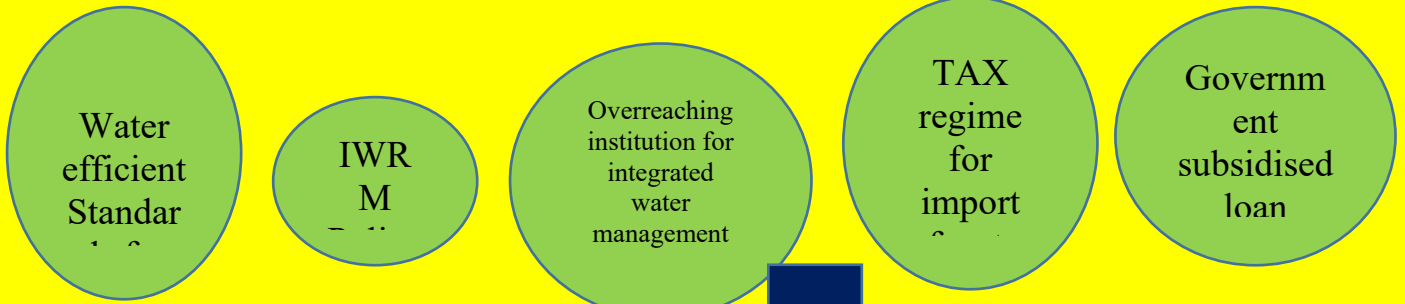 Water
efficient
Standar
IWR
M
Overreaching
institution for
integrated
water
management
TAX
regime
for
import
Governm
ent
subsidised
loan